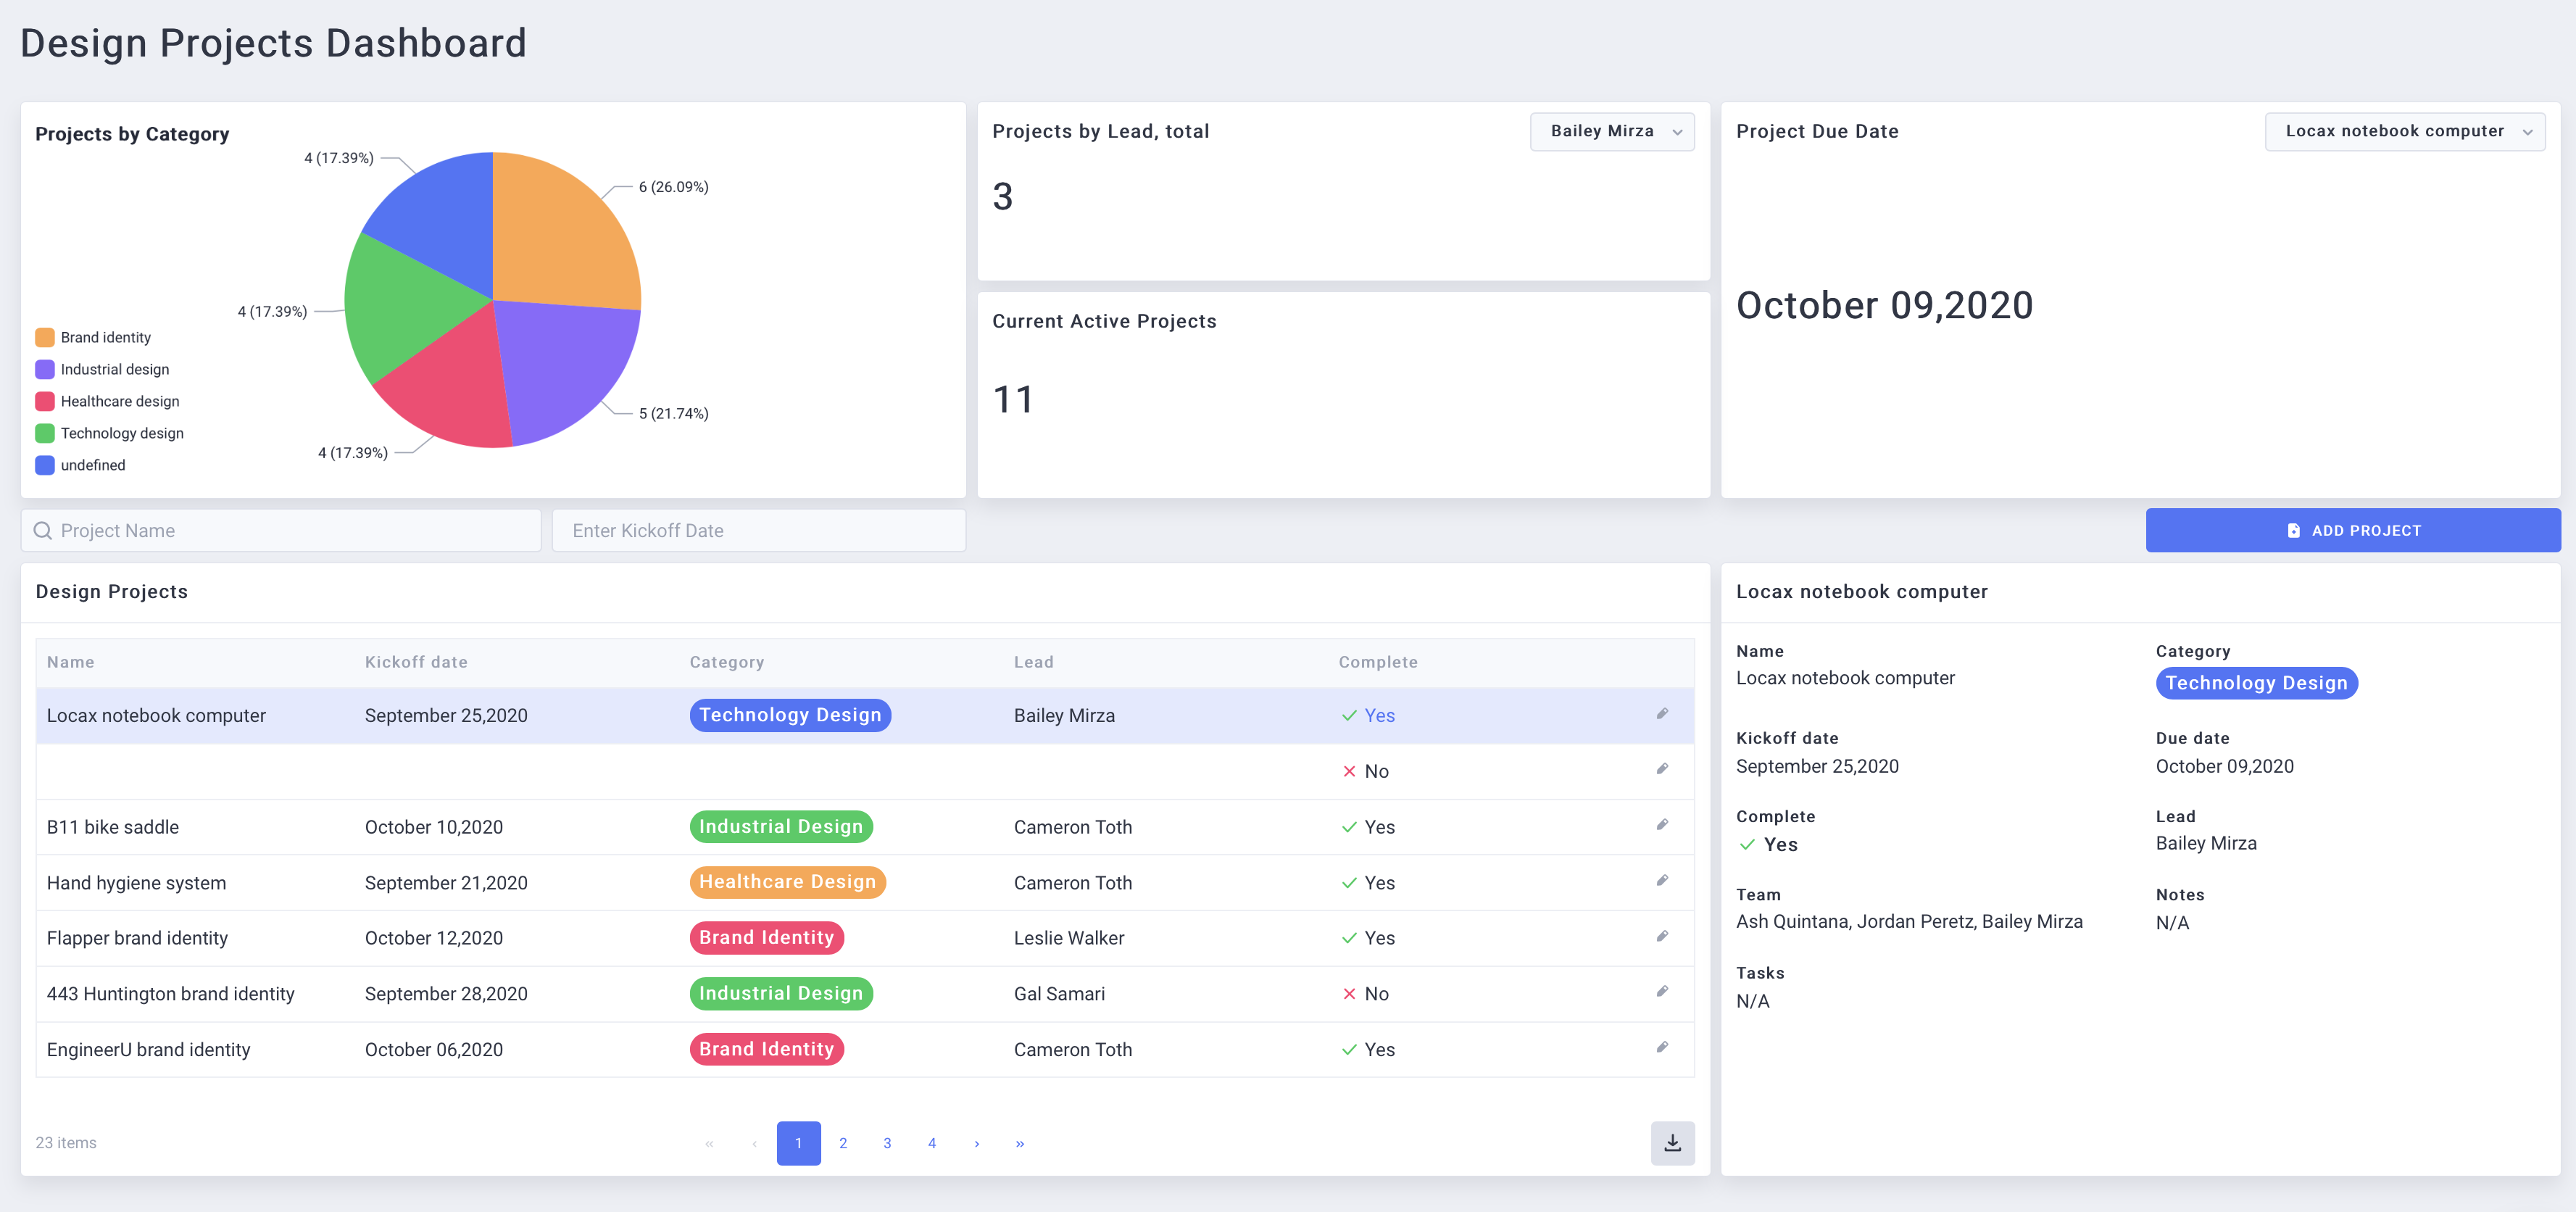 Design Projects Dashboard
Projects by Category
4 (17.39%)
6 (26.09%)
4 (17.39%)
5 (21.74%)
4 (17.39%)
Brand identity
Industrial design
Healthcare design
Technology design
undefined
Projects by Lead, total
Bailey Mirza
3
Current Active Projects
11
Project Due Date
Locax notebook computer
October 09,2020
Project Name
Enter Kickoff Date
ADD PROJECT
Design Projects
Name Kickoff date Category Lead Complete
Locax notebook computer September 25,2020 Technology Design Bailey Mirza Yes
No
B11 bike saddle October 10,2020 Industrial Design Cameron Toth Yes
Hand hygiene system September 21,2020 Healthcare Design Cameron Toth Yes
Flapper brand identity October 12,2020 Brand Identity Leslie Walker Yes
443 Huntington brand identity September 28,2020 Industrial Design Gal Samari No
EngineerU brand identity October 06,2020 Brand Identity Cameron Toth Yes
23 items
« ‹ 1 2 3 4 › »
Locax notebook computer
Name
Locax notebook computer
Category
Technology Design
Kickoff date
September 25,2020
Due date
October 09,2020
Complete
Yes
Lead
Bailey Mirza
Team
Ash Quintana, Jordan Peretz, Bailey Mirza
Notes
N/A
Tasks
N/A